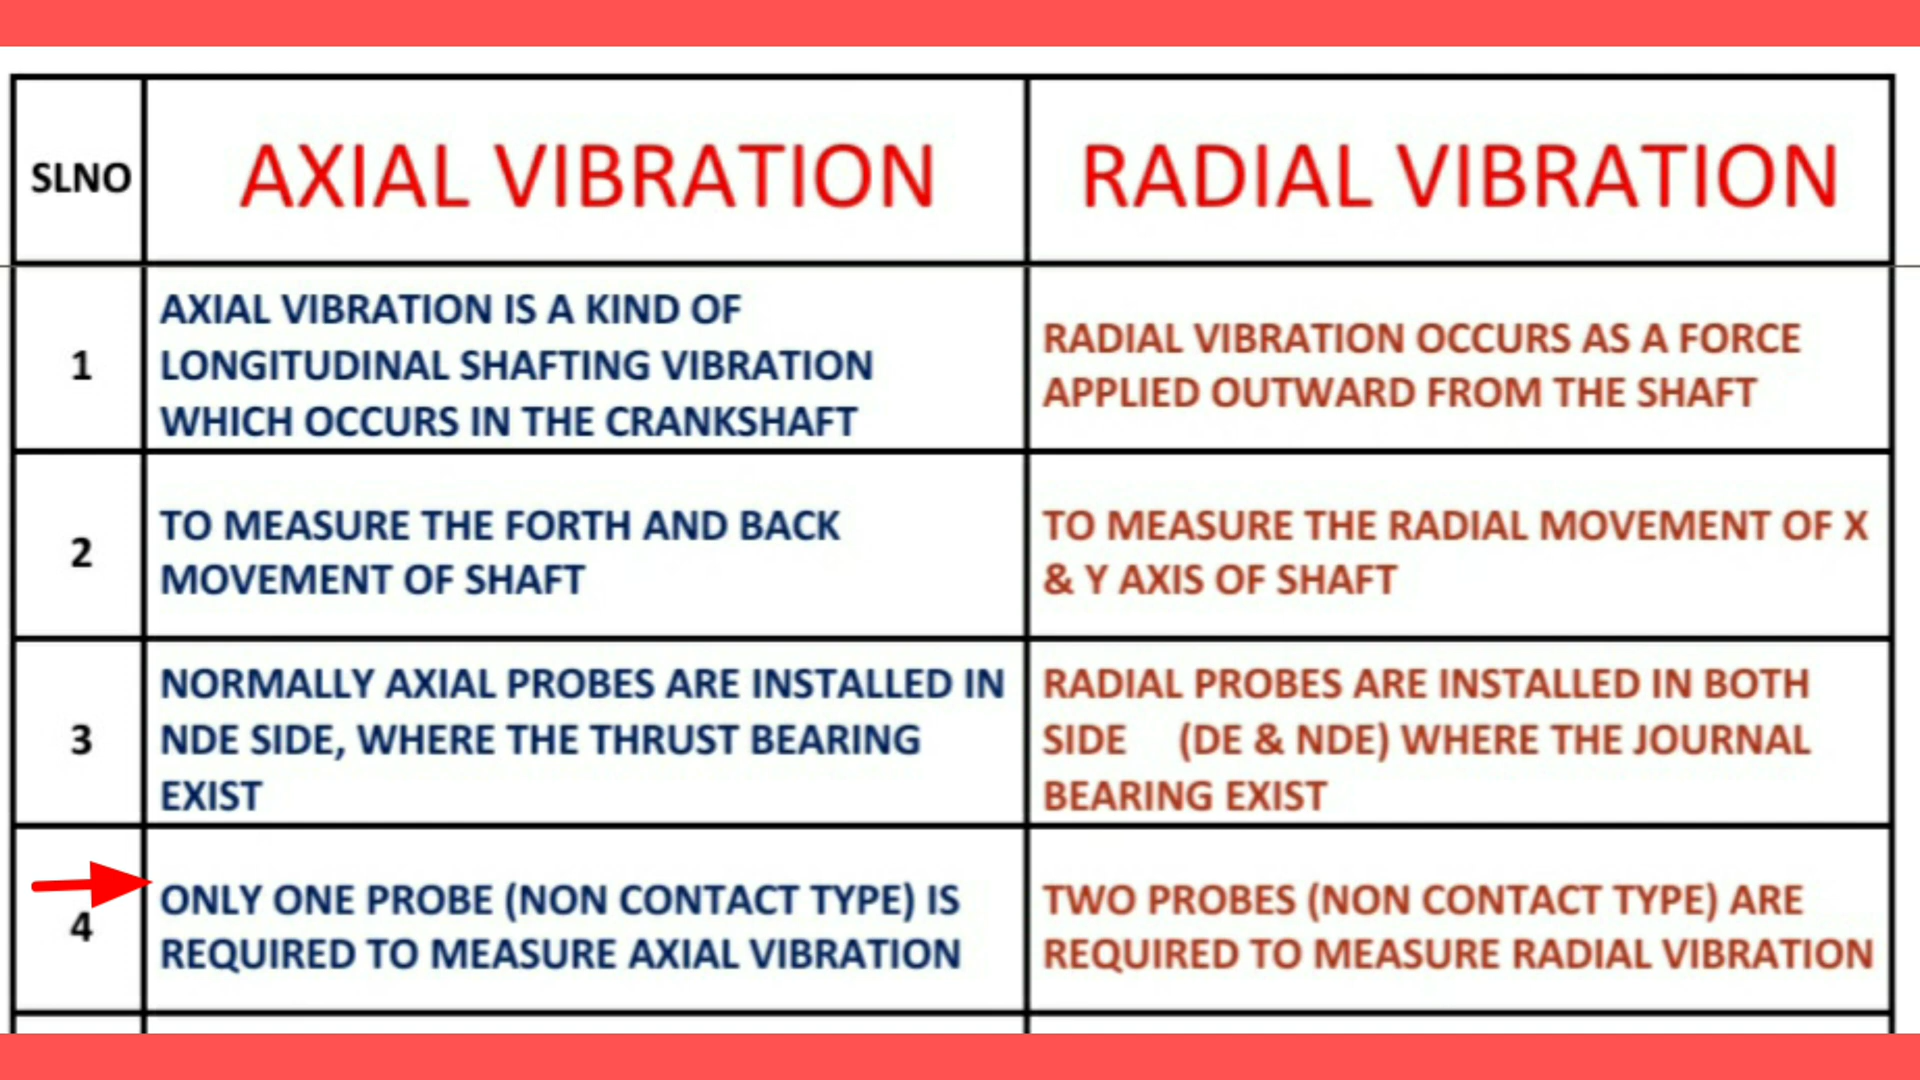 SLNO
AXIAL VIBRATION
RADIAL VIBRATION
1
AXIAL VIBRATION IS A KIND OF
LONGITUDINAL SHAFTING VIBRATION
WHICH OCCURS IN THE CRANKSHAFT
RADIAL VIBRATION OCCURS AS A FORCE
APPLIED OUTWARD FROM THE SHAFT
2
TO MEASURE THE FORTH AND BACK
MOVEMENT OF SHAFT
TO MEASURE THE RADIAL MOVEMENT OF X
& Y AXIS OF SHAFT
3
NORMALLY AXIAL PROBES ARE INSTALLED IN
NDE SIDE, WHERE THE THRUST BEARING
EXIST
RADIAL PROBES ARE INSTALLED IN BOTH
SIDE (DE & NDE) WHERE THE JOURNAL
BEARING EXIST
4
ONLY ONE PROBE (NON CONTACT TYPE) IS
REQUIRED TO MEASURE AXIAL VIBRATION
TWO PROBES (NON CONTACT TYPE) ARE
REQUIRED TO MEASURE RADIAL VIBRATION